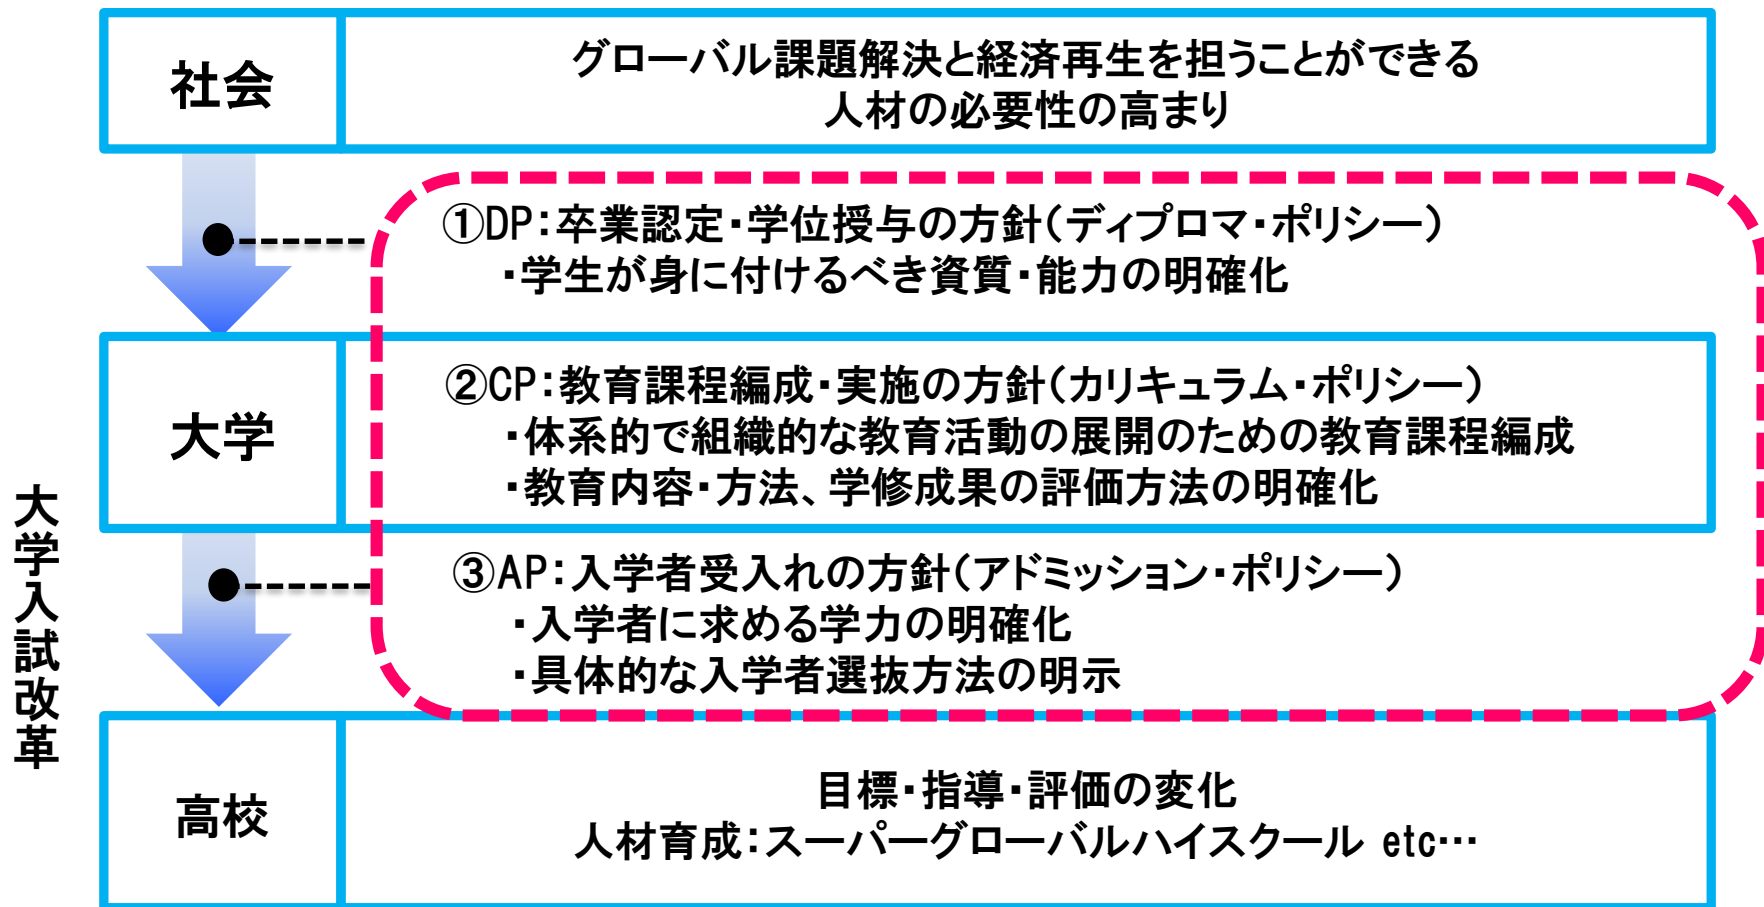 社会
グローバル課題解決と経済再生を担うことができる
人材の必要性の高まり
①DP：卒業認定・学位授与の方針（ディプロマ・ポリシー）
・学生が身に付けるべき資質・能力の明確化
大学
②CP：教育課程編成・実施の方針（カリキュラム・ポリシー）
・体系的で組織的な教育活動の展開のための教育課程編成
・教育内容・方法、学修成果の評価方法の明確化
大学入試改革
③AP：入学者受入れの方針（アドミッション・ポリシー）
・入学者に求める学力の明確化
・具体的な入学者選抜方法の明示
高校
目標・指導・評価の変化
人材育成：スーパーグローバルハイスクール etc…